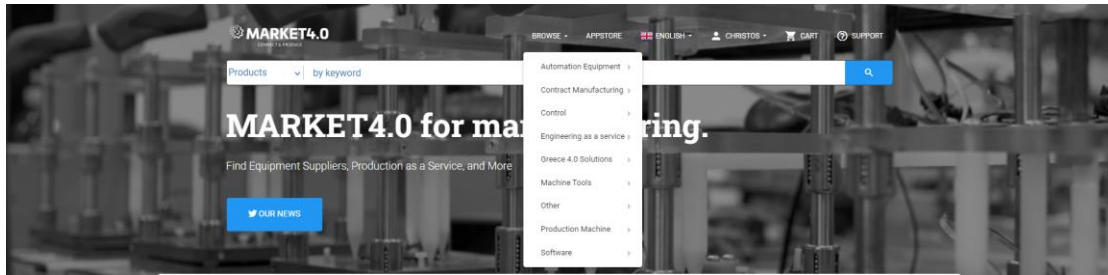 MARKET4.0
CONNECT & PRODUCE
BROWSE APPSTORE ENGLISH CHRISTOS CART SUPPORT
Products by keyword
Automation Equipment
Contract Manufacturing
Control
Engineering as a service
Greece 4.0 Solutions
Machine Tools
Other
Production Machine
Software
MARKET4.0 for ma ring.
Find Equipment Suppliers, Production as a Service, and More
OUR NEWS